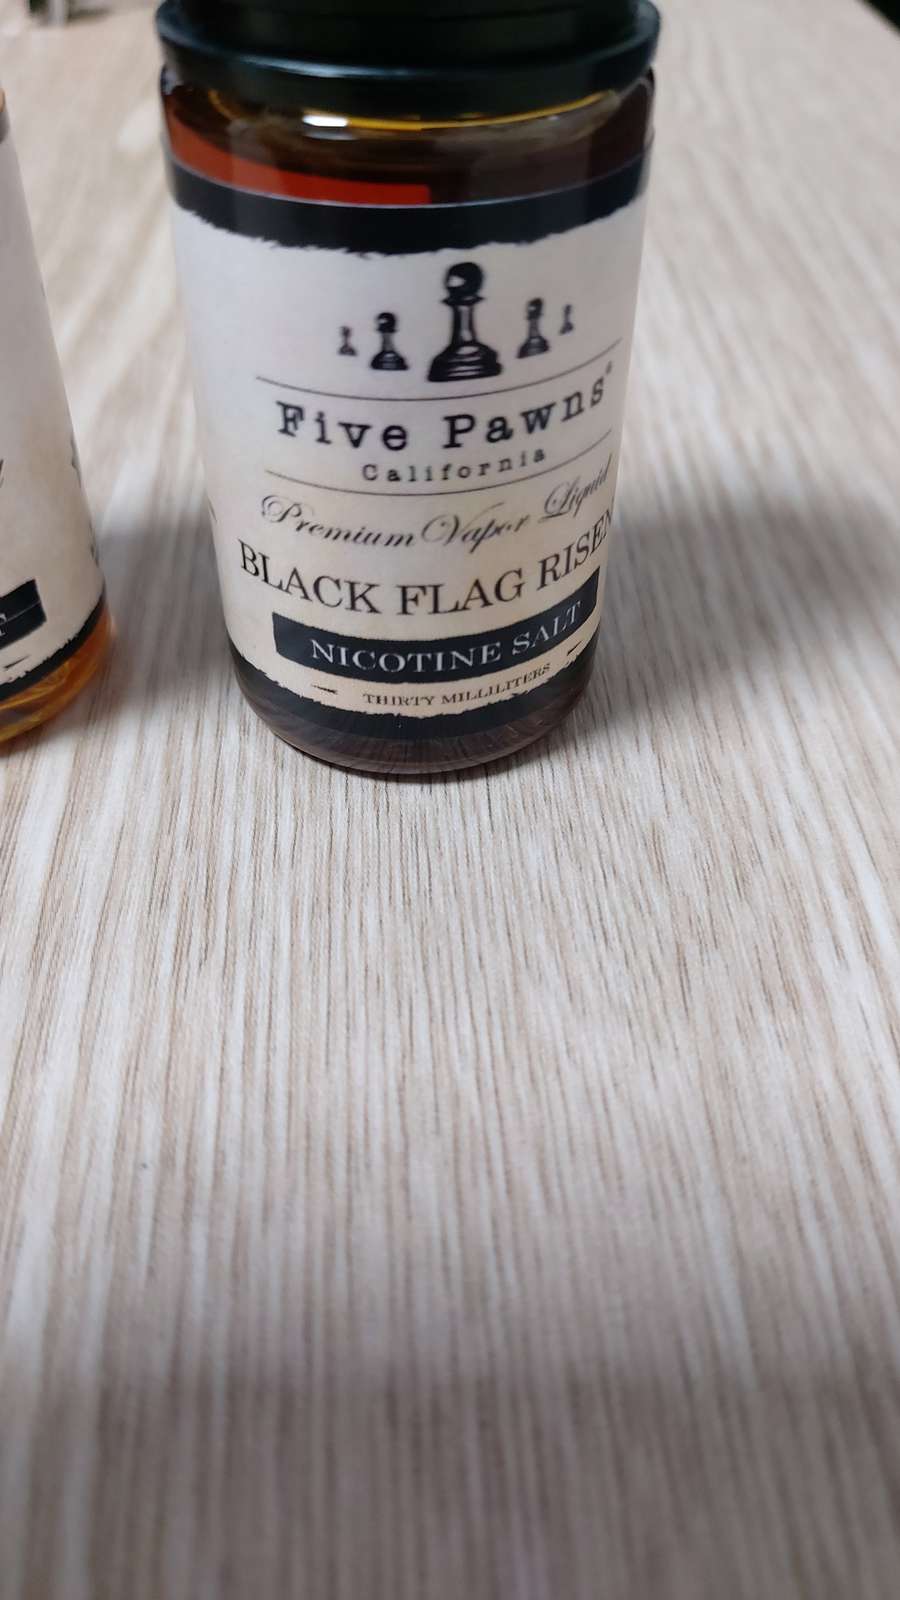 Five Pawns®
California
Premium Vapor Liquid
BLACK FLAG RISEN
NICOTINE SALT
THIRTY MILLILITERS